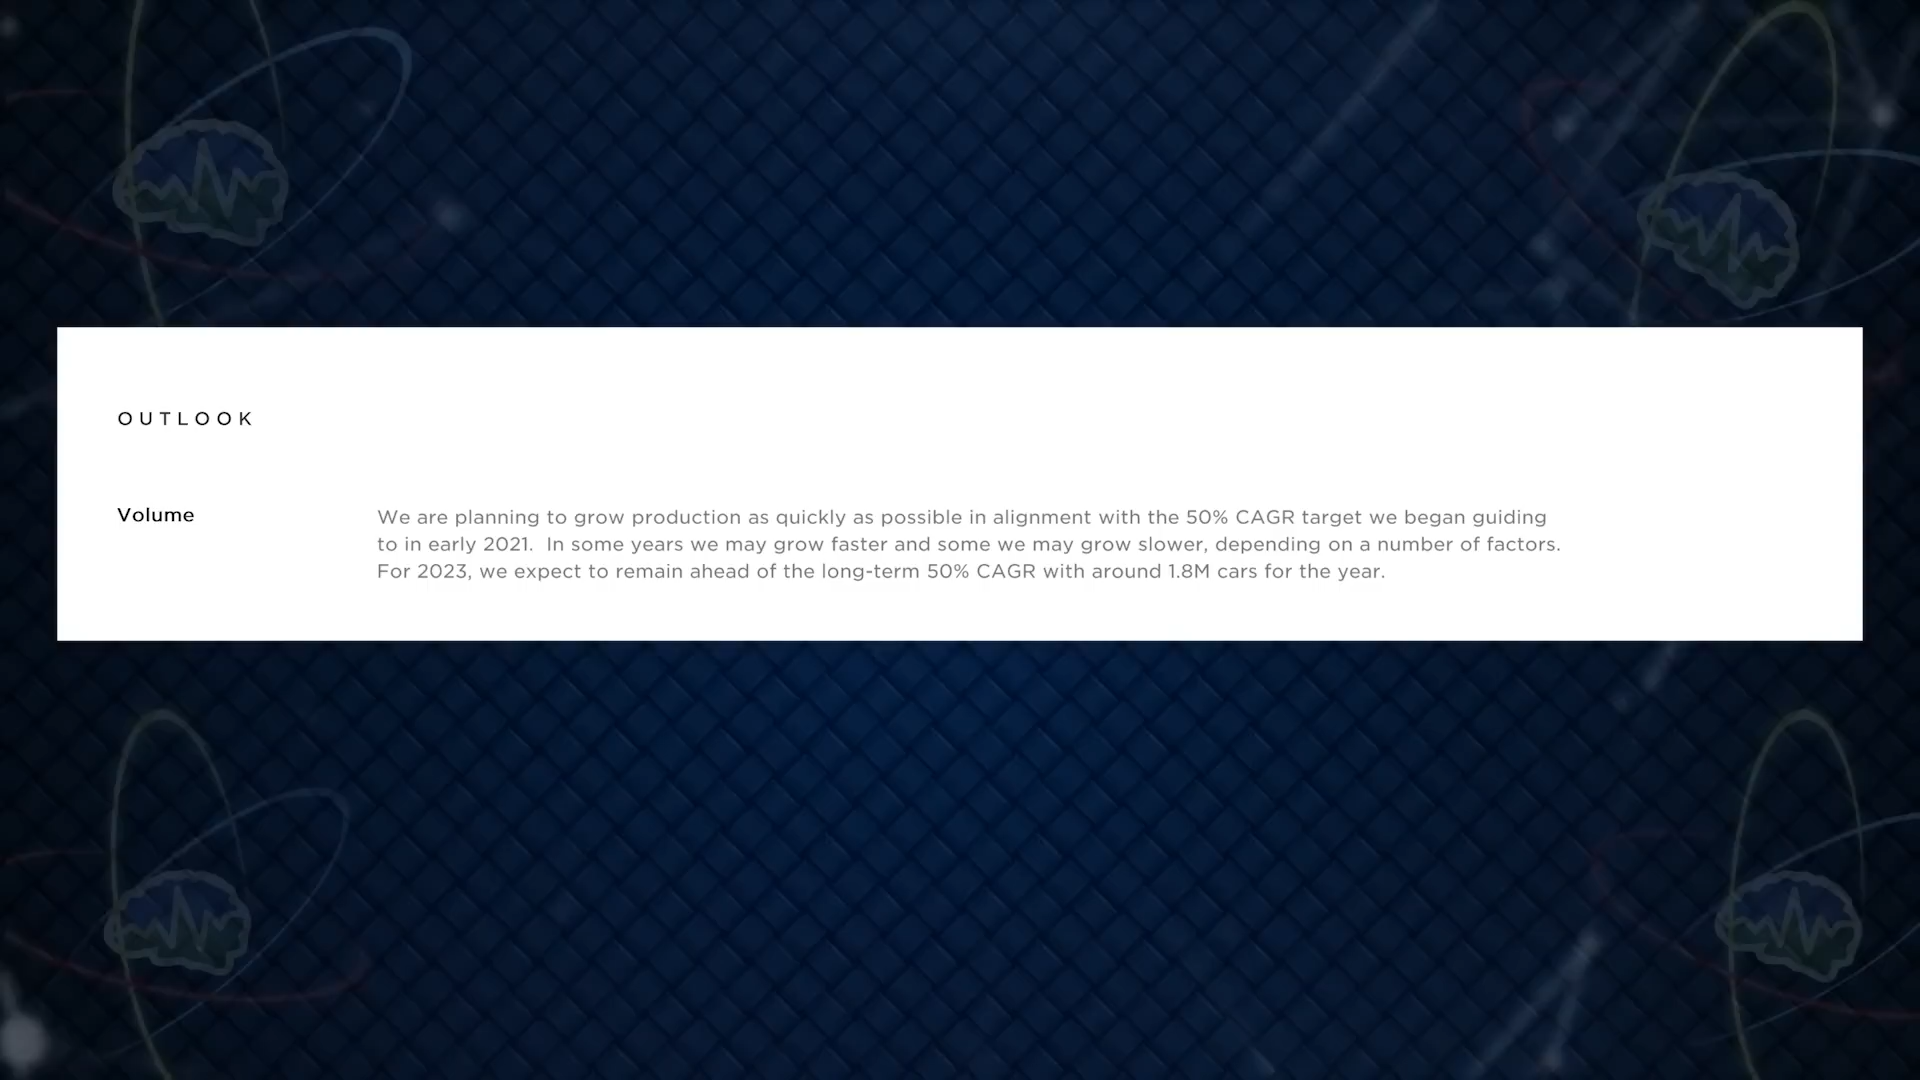 OUTLOOK
Volume
We are planning to grow production as quickly as possible in alignment with the 50% CAGR target we began guiding
to in early 2021.  In some years we may grow faster and some we may grow slower, depending on a number of factors.
For 2023, we expect to remain ahead of the long-term 50% CAGR with around 1.8M cars for the year.